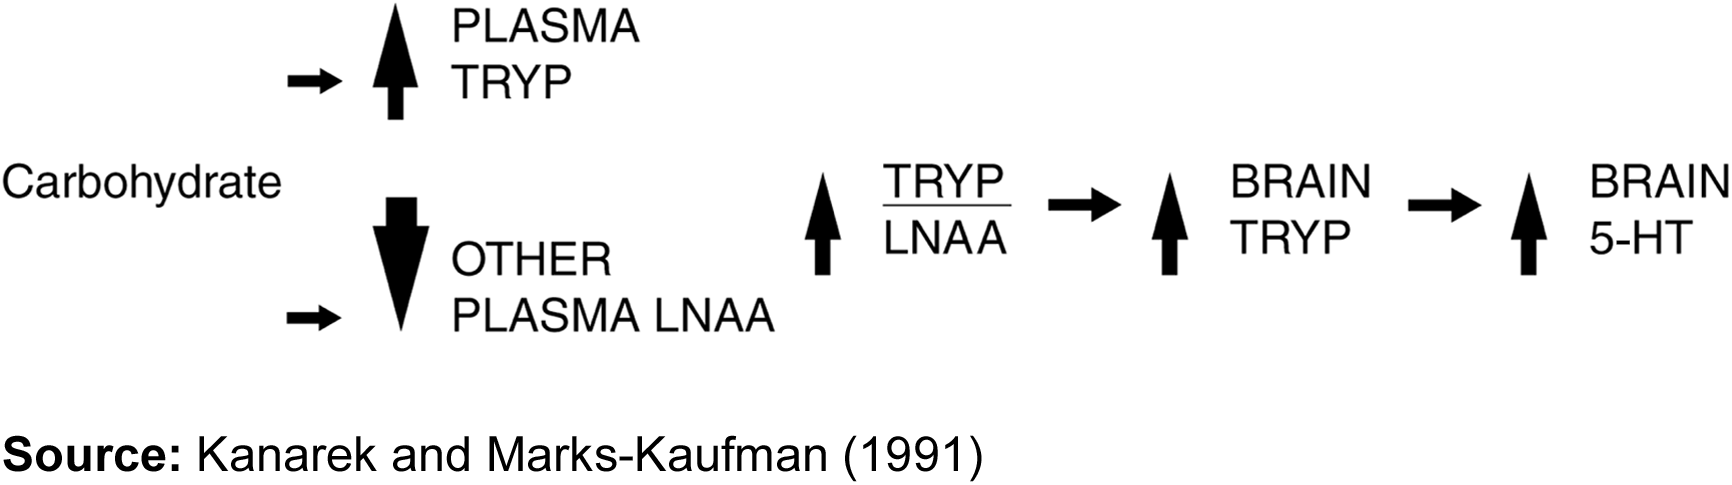 PLASMA
TRYP
Carbohydrate
OTHER
PLASMA LNAA
TRYP
LNAA
BRAIN
TRYP
BRAIN
5-HT
Source: Kanarek and Marks-Kaufman (1991)